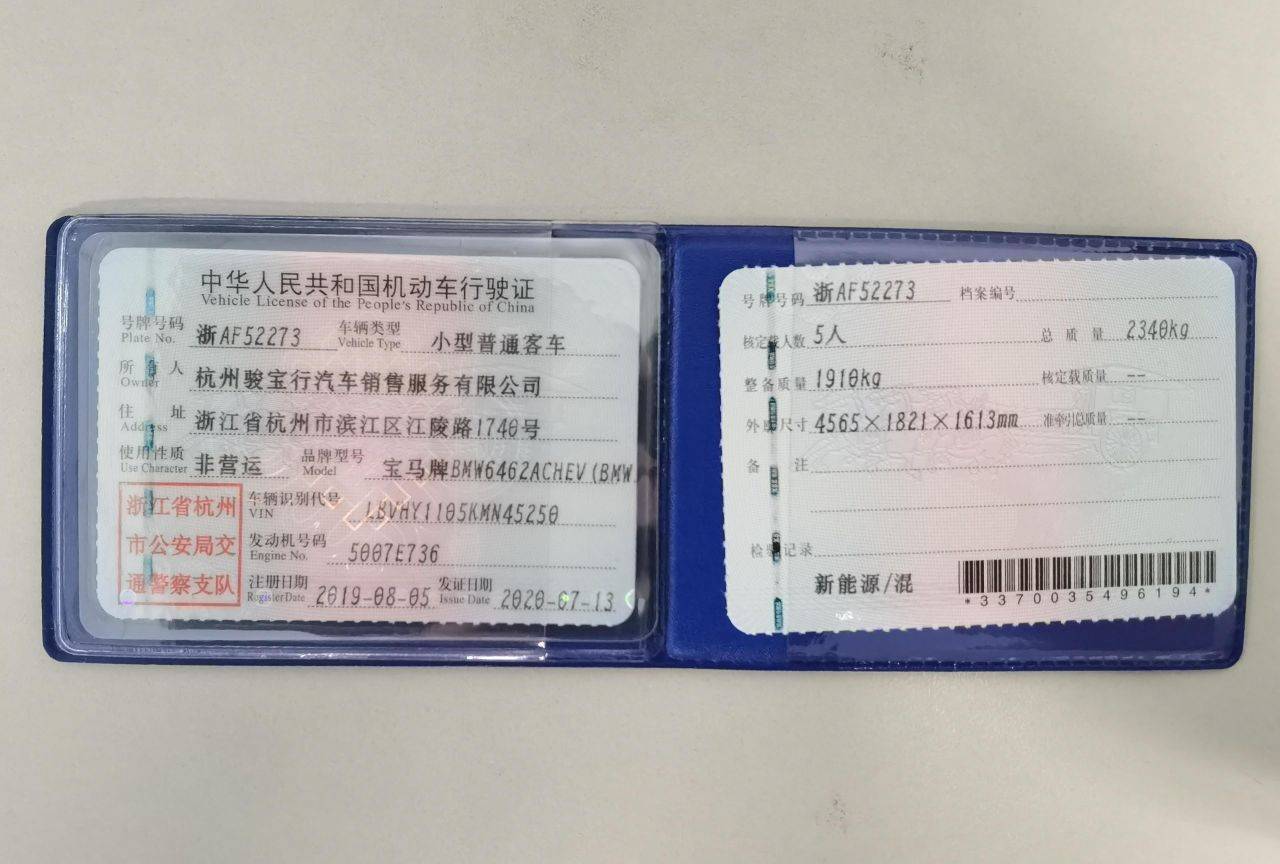 中华人民共和国机动车行驶证
Vehicle License of the People's Republic of China
号牌号码 浙AF52273 车辆类型 小型普通客车
Plate No. Vehicle Type
所有人 杭州骏宝行汽车销售服务有限公司
Owner
住址 浙江省杭州市滨江区江陵路1740号
Address
使用性质 非营运 品牌型号 宝马牌BMW6462ACHEV(BMW
Use Character Model
浙江省杭州
市公安局交
通警察支队
车辆识别代号 LBVHY1105KMN45250
VIN
发动机号码 5007E736
Engine No.
注册日期 2019-08-05 发证日期 2020-07-13
Register Date Issue Date
号牌号码 浙AF52273 档案编号
核定载人数 5人 总质量 2340kg
整备质量 1910kg 核定载质量 --
外廓尺寸 4565×1821×1613mm 准牵引总质量 --
备注
检验记录
新能源/混
*3370035496194*